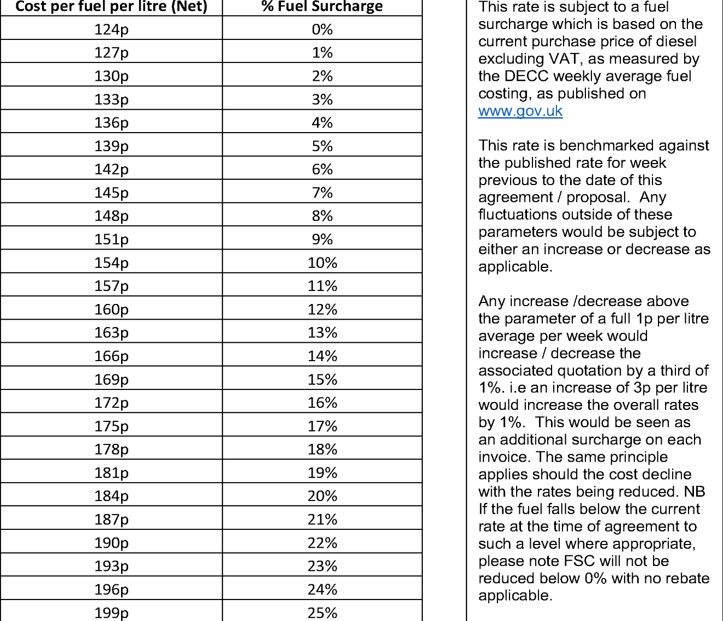 Cost per fuel per litre (Net) % Fuel Surcharge
124p 0%
127p 1%
130p 2%
133p 3%
136p 4%
139p 5%
142p 6%
145p 7%
148p 8%
151p 9%
154p 10%
157p 11%
160p 12%
163p 13%
166p 14%
169p 15%
172p 16%
175p 17%
178p 18%
181p 19%
184p 20%
187p 21%
190p 22%
193p 23%
196p 24%
199p 25%
This rate is subject to a fuel
surcharge which is based on the
current purchase price of diesel
excluding VAT, as measured by
the DECC weekly average fuel
costing, as published on
www.gov.uk
This rate is benchmarked against
the published rate for week
previous to the date of this
agreement / proposal. Any
fluctuations outside of these
parameters would be subject to
either an increase or decrease as
applicable.
Any increase /decrease above
the parameter of a full 1p per litre
average per week would
increase / decrease the
associated quotation by a third of
1%. i.e an increase of 3p per litre
would increase the overall rates
by 1%. This would be seen as
an additional surcharge on each
invoice. The same principle
applies should the cost decline
with the rates being reduced. NB
If the fuel falls below the current
rate at the time of agreement to
such a level where appropriate,
please note FSC will not be
reduced below 0% with no rebate
applicable.